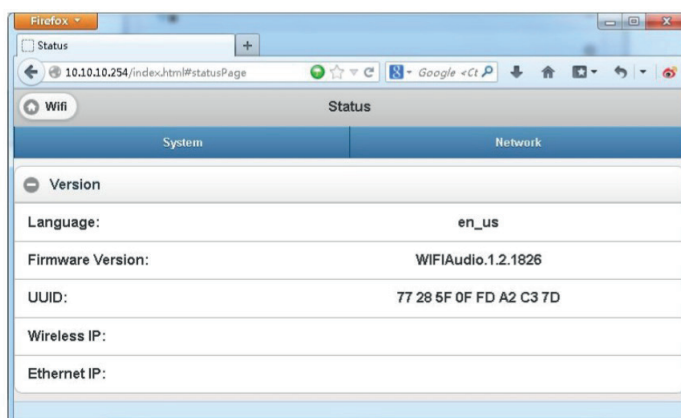 Firefox
Status
10.10.10.254/index.html#statusPage
Google <Ct
Wifi
Status
System
Network
Version
Language: en_us
Firmware Version: WIFIAudio.1.2.1826
UUID: 77 28 5F 0F FD A2 C3 7D
Wireless IP:
Ethernet IP: